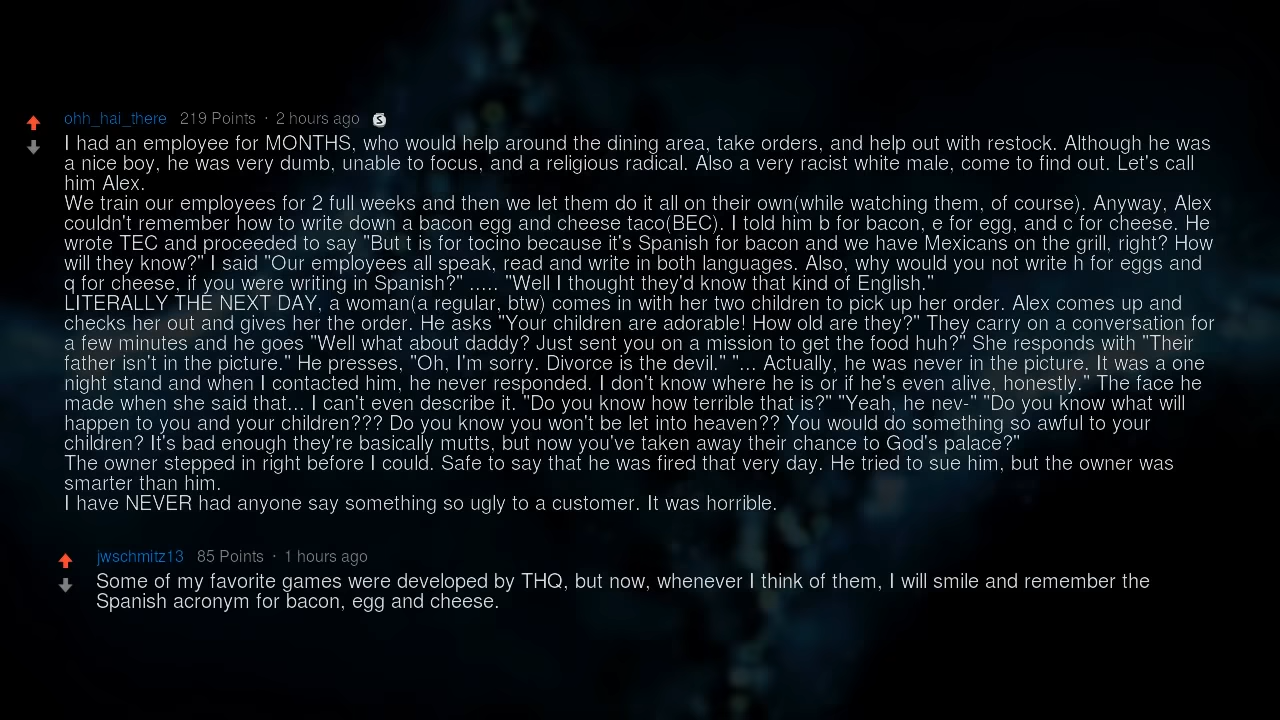 ohh_hai_there 219 Points · 2 hours ago S
I had an employee for MONTHS, who would help around the dining area, take orders, and help out with restock. Although he was
a nice boy, he was very dumb, unable to focus, and a religious radical. Also a very racist white male, come to find out. Let's call
him Alex.
We train our employees for 2 full weeks and then we let them do it all on their own(while watching them, of course). Anyway, Alex
couldn't remember how to write down a bacon egg and cheese taco(BEC). I told him b for bacon, e for egg, and c for cheese. He
wrote TEC and proceeded to say "But t is for tocino because it's Spanish for bacon and we have Mexicans on the grill, right? How
will they know?" I said "Our employees all speak, read and write in both languages. Also, why would you not write h for eggs and
q for cheese, if you were writing in Spanish?" ..... "Well I thought they'd know that kind of English."
LITERALLY THE NEXT DAY, a woman(a regular, btw) comes in with her two children to pick up her order. Alex comes up and
checks her out and gives her the order. He asks "Your children are adorable! How old are they?" They carry on a conversation for
a few minutes and he goes "Well what about daddy? Just sent you on a mission to get the food huh?" She responds with "Their
father isn't in the picture." He presses, "Oh, I'm sorry. Divorce is the devil." "... Actually, he was never in the picture. It was a one
night stand and when I contacted him, he never responded. I don't know where he is or if he's even alive, honestly." The face he
made when she said that... I can't even describe it. "Do you know how terrible that is?" "Yeah, he nev-" "Do you know what will
happen to you and your children??? Do you know you won't be let into heaven?? You would do something so awful to your
children? It's bad enough they're basically mutts, but now you've taken away their chance to God's palace?"
The owner stepped in right before I could. Safe to say that he was fired that very day. He tried to sue him, but the owner was
smarter than him.
I have NEVER had anyone say something so ugly to a customer. It was horrible.
jwschmitz13 85 Points · 1 hours ago
Some of my favorite games were developed by THQ, but now, whenever I think of them, I will smile and remember the
Spanish acronym for bacon, egg and cheese.